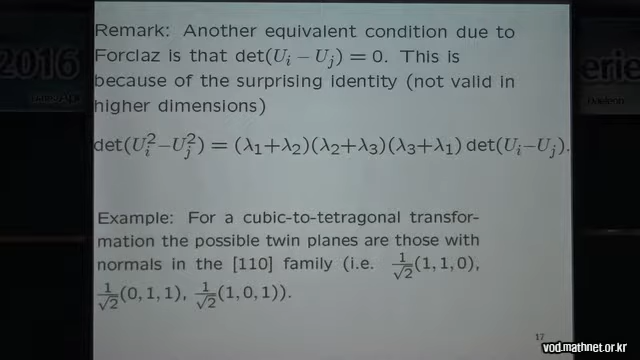 Remark: Another equivalent condition due to
Forclaz is that det(U_i − U_j) = 0. This is
because of the surprising identity (not valid in
higher dimensions)
det(U_i^2−U_j^2) = (λ_1+λ_2)(λ_2+λ_3)(λ_3+λ_1) det(U_i−U_j).
Example: For a cubic-to-tetragonal transfor-
mation the possible twin planes are those with
normals in the [110] family (i.e. 1/√2(1, 1, 0),
1/√2(0, 1, 1), 1/√2(1, 0, 1)).
17
2016
erie
vod.mathnet.or.kr